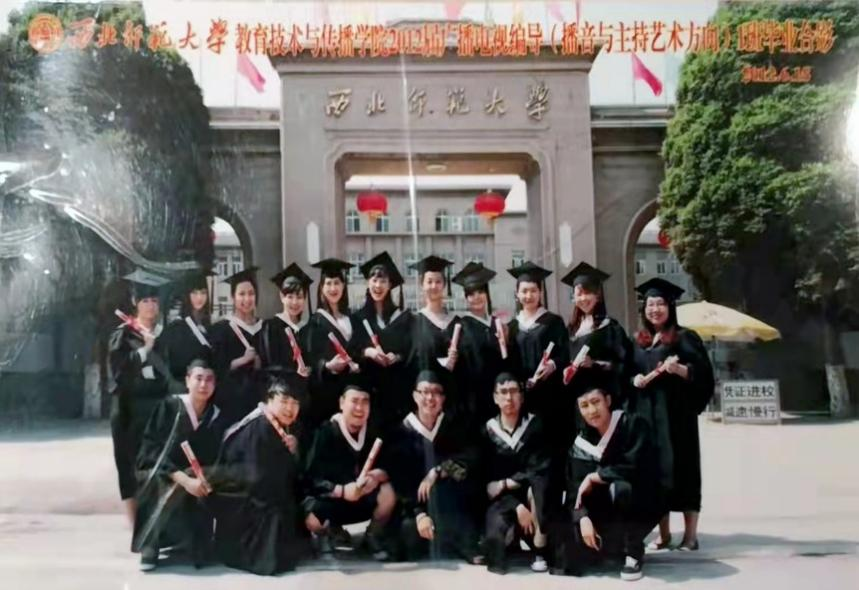 西北师范大学 教育技术与传播学院2012届广播电视编导（播音与主持艺术方向）1班毕业合影
2012.6.15
西北师范大学
凭证进校
减速慢行